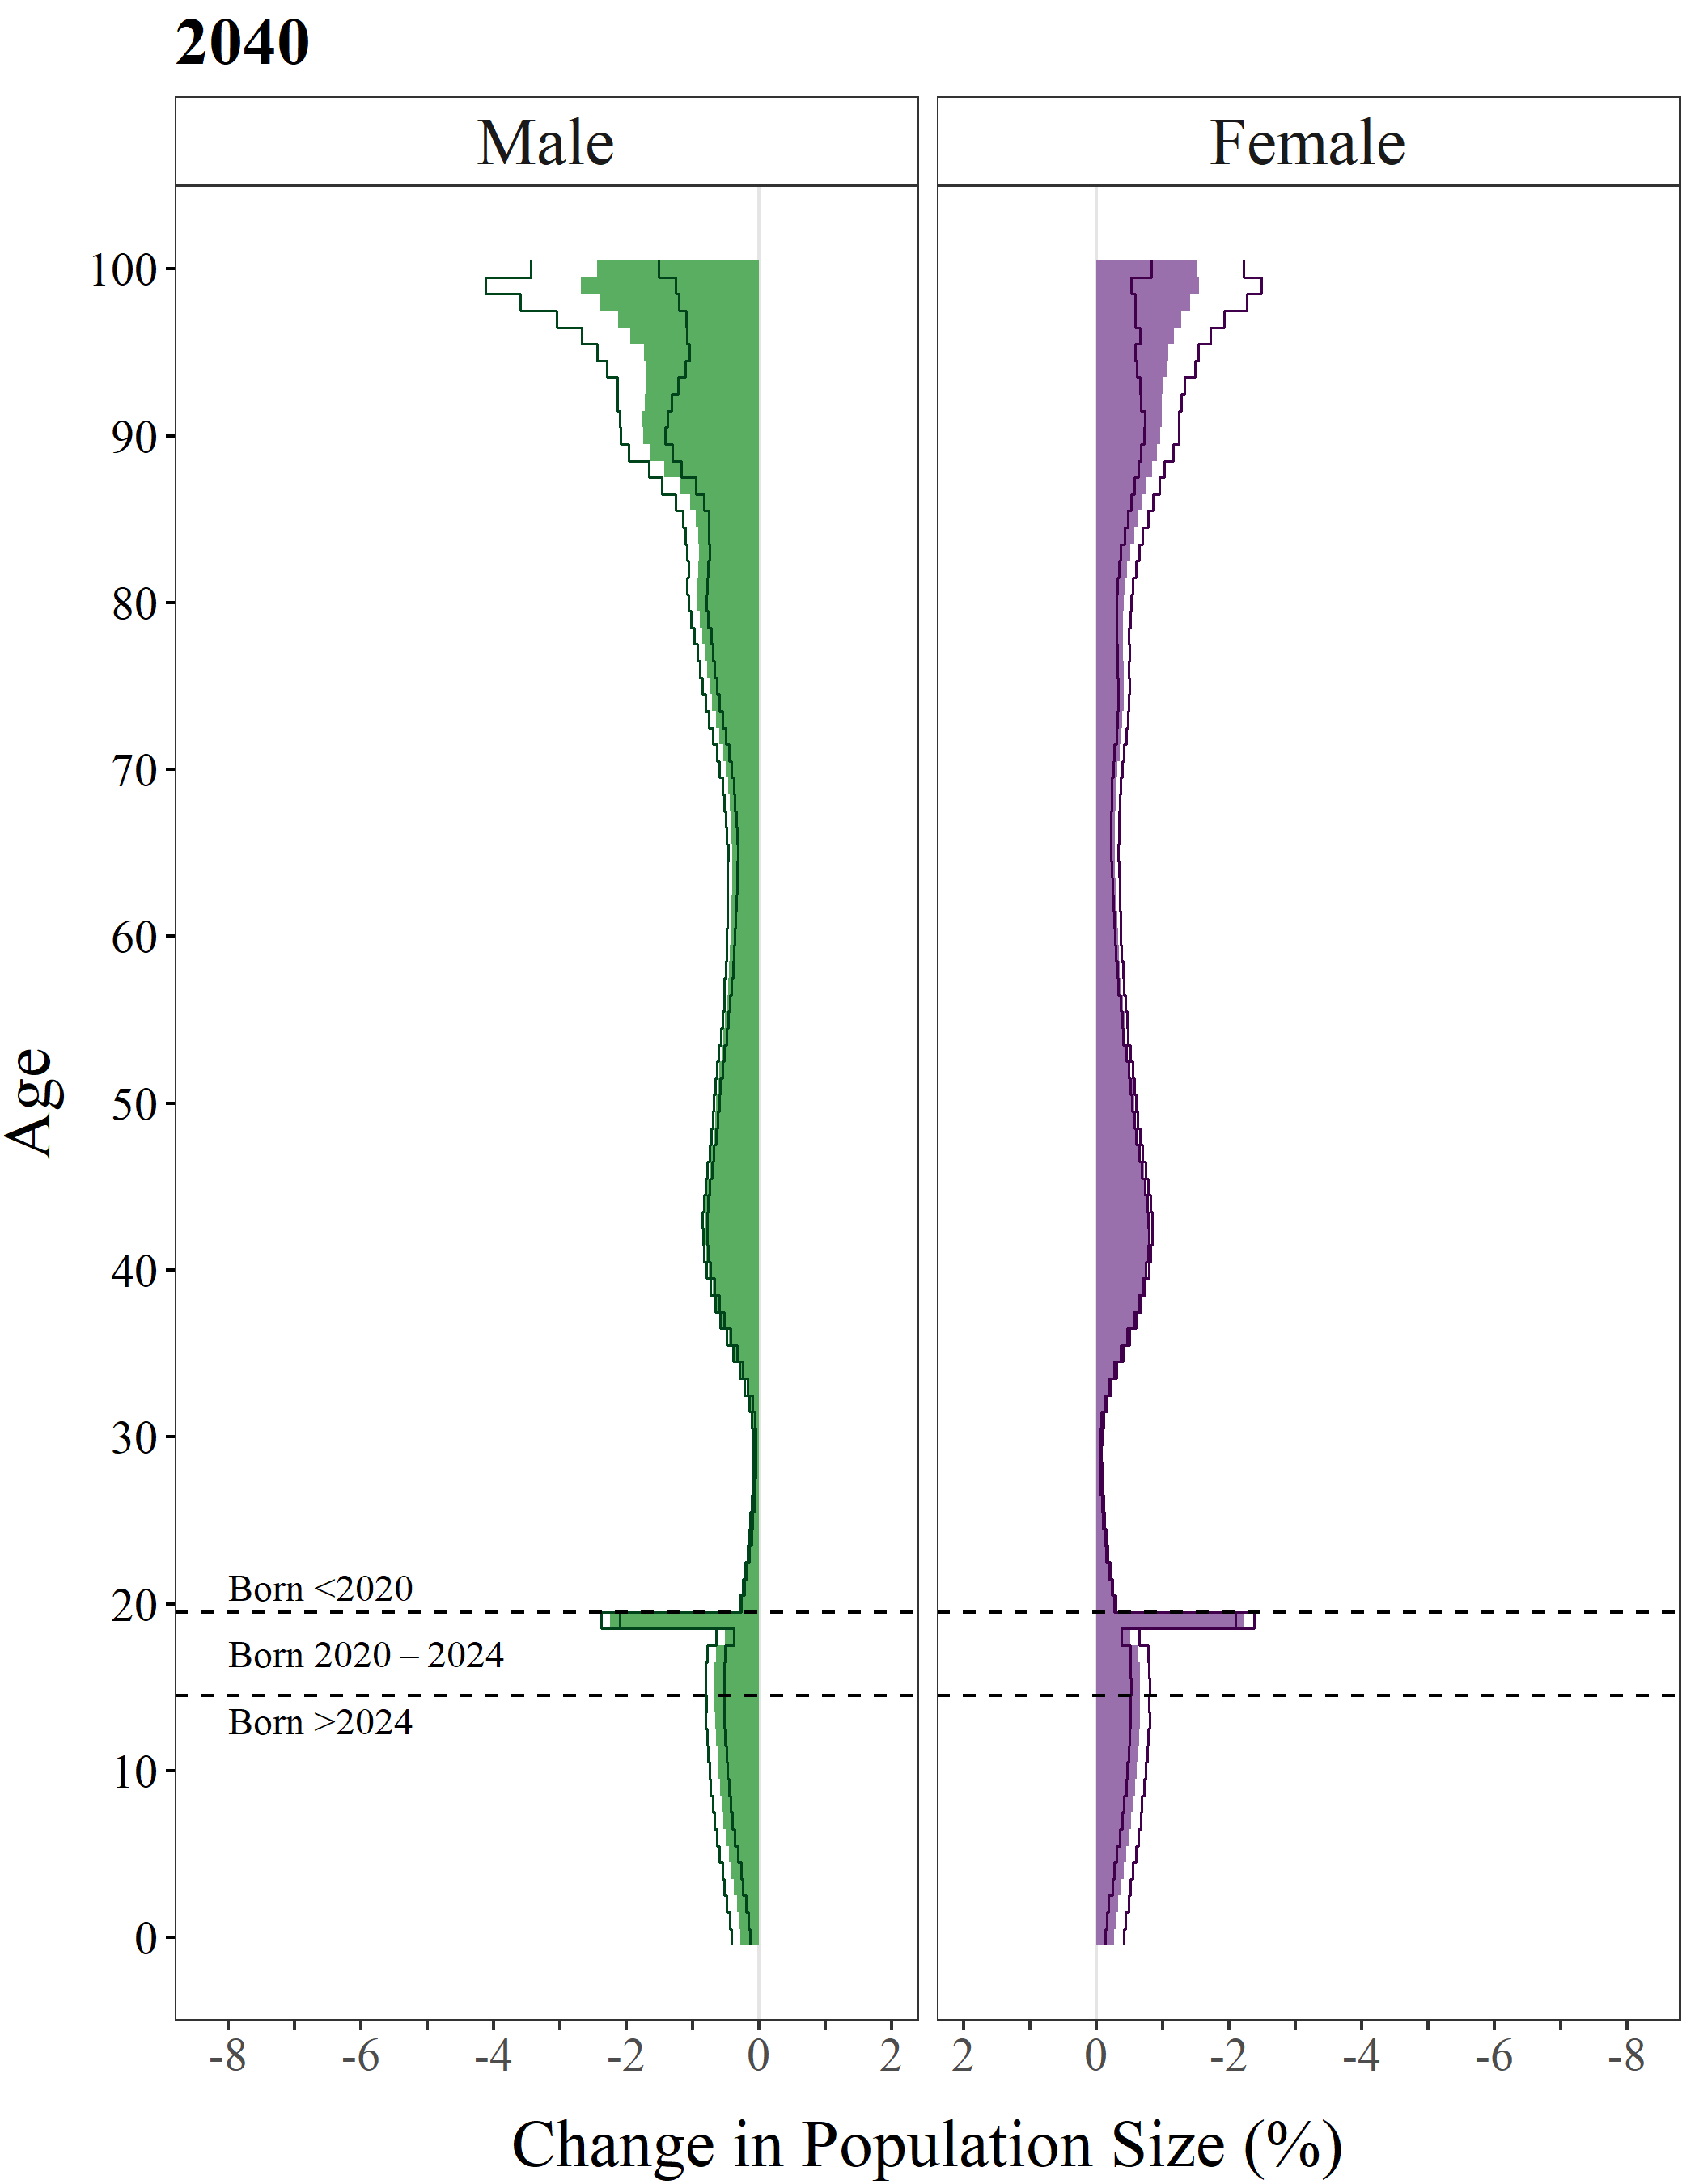 2040
Male
Female
Age
100
90
80
70
60
50
40
30
20
10
0
Born <2020
Born 2020 – 2024
Born >2024
-8 -6 -4 -2 0 2
2 0 -2 -4 -6 -8
Change in Population Size (%)